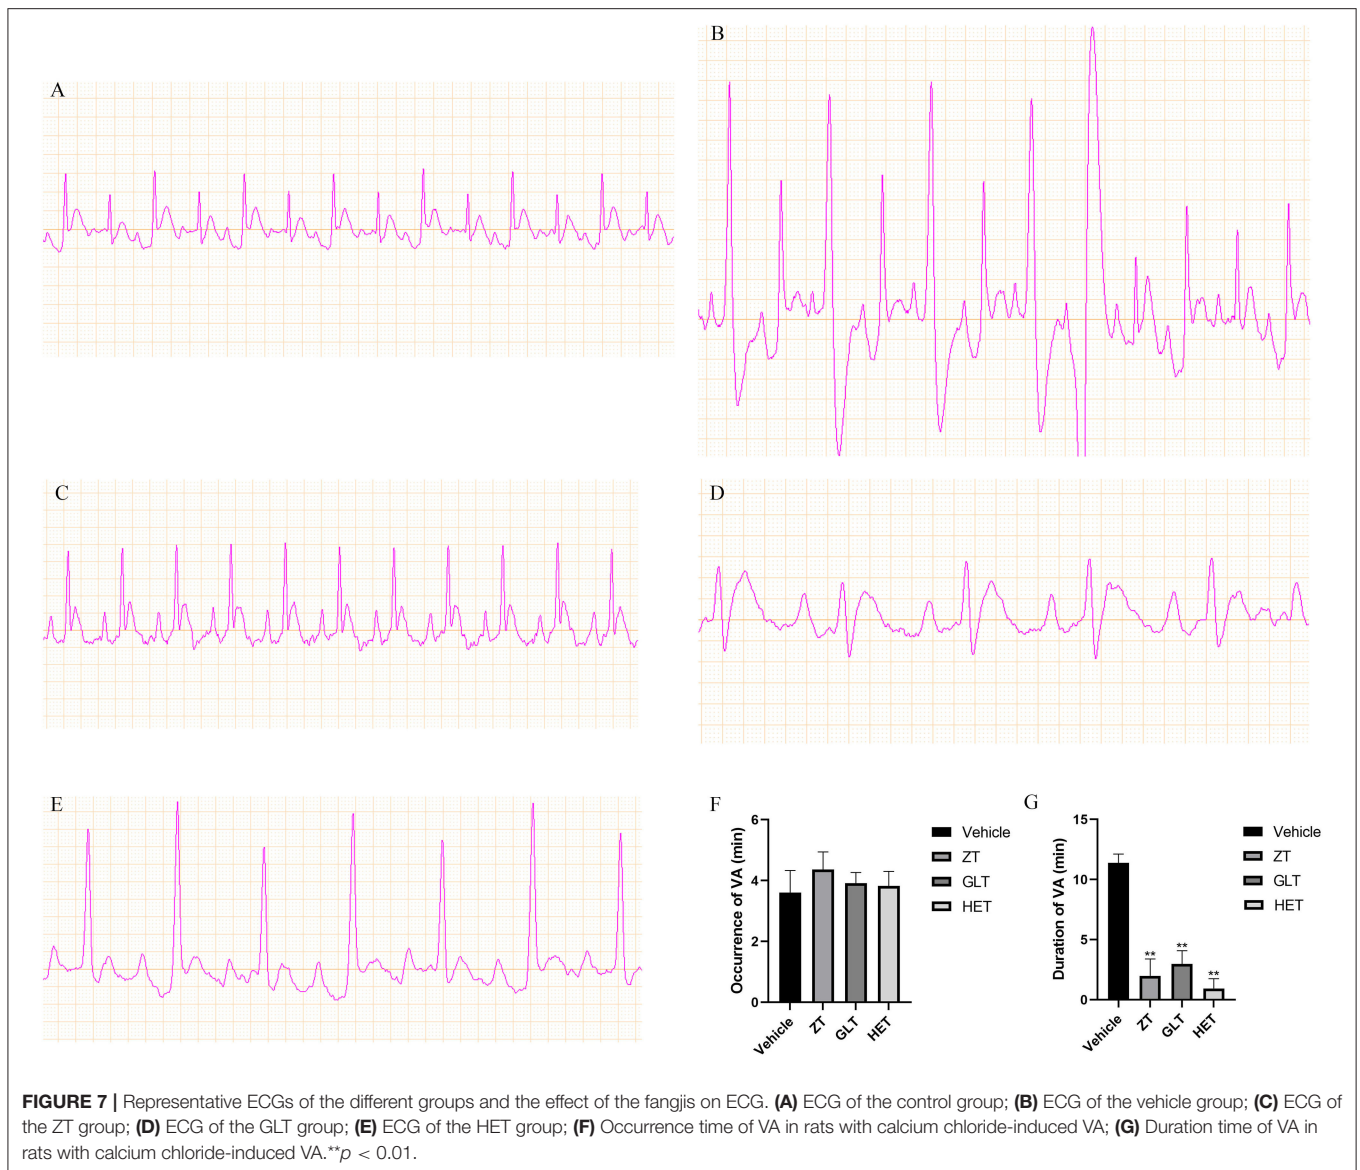 A
B
C
D
E
F
Occurrence of VA (min)
6
4
2
0
Vehicle
ZT
GLT
HET
Vehicle
ZT
GLT
HET
G
Duration of VA (min)
15
10
5
0
**
**
**
Vehicle
ZT
GLT
HET
Vehicle
ZT
GLT
HET
FIGURE 7 | Representative ECGs of the different groups and the effect of the fangjis on ECG. (A) ECG of the control group; (B) ECG of the vehicle group; (C) ECG of
the ZT group; (D) ECG of the GLT group; (E) ECG of the HET group; (F) Occurrence time of VA in rats with calcium chloride-induced VA; (G) Duration time of VA in
rats with calcium chloride-induced VA.**p < 0.01.